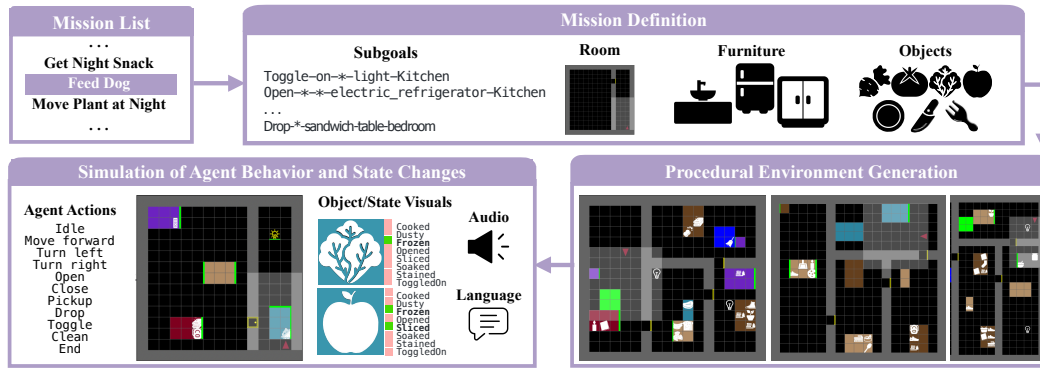 Mission List
...
Get Night Snack
Feed Dog
Move Plant at Night
...
Mission Definition
Subgoals
Toggle-on-*-light-Kitchen
Open-*-*-electric_refrigerator-Kitchen
...
Drop-*-sandwich-table-bedroom
Room
Furniture
Objects
Simulation of Agent Behavior and State Changes
Agent Actions
Idle
Move forward
Turn left
Turn right
Open
Close
Pickup
Drop
Toggle
Clean
End
Object/State Visuals
Cooked
Dusty
Frozen
Opened
Sliced
Soaked
Stained
ToggledOn
Cooked
Dusty
Frozen
Opened
Sliced
Soaked
Stained
ToggledOn
Audio
Language
Procedural Environment Generation